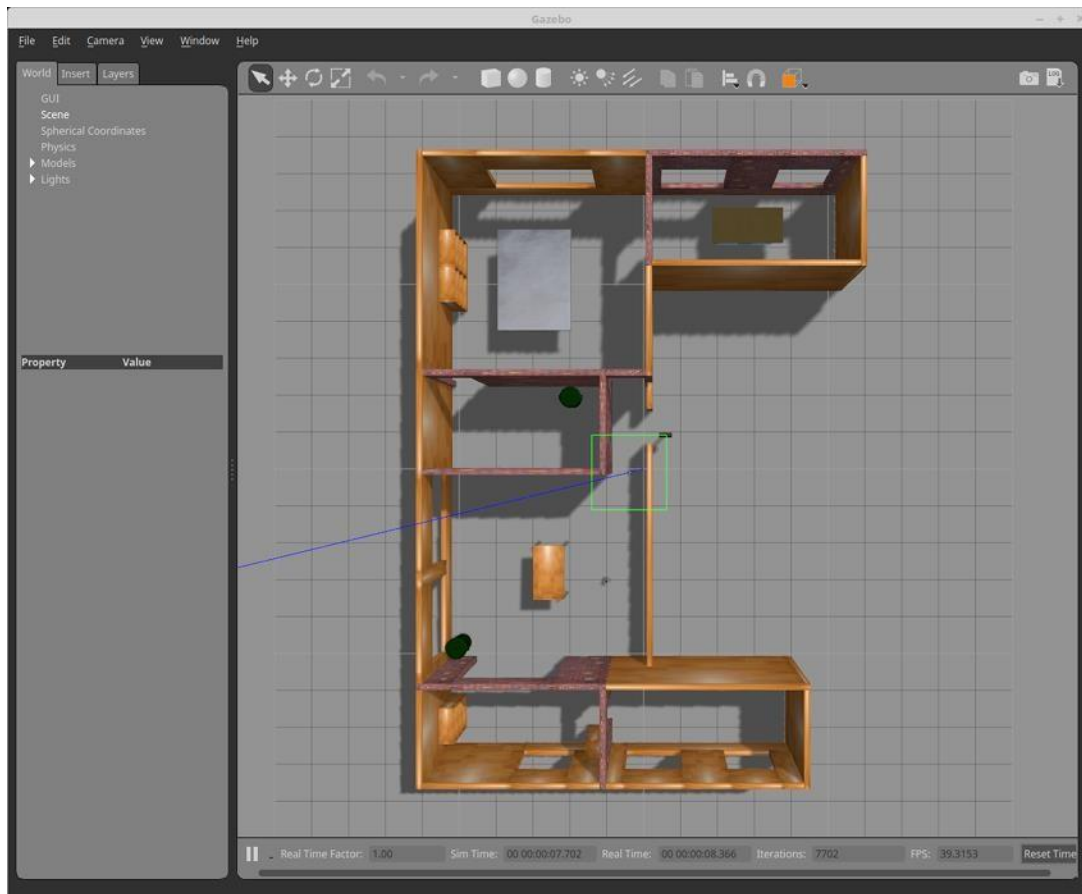 Gazebo
File Edit Camera View Window Help
World Insert Layers
GUI
Scene
Spherical Coordinates
Physics
Models
Lights
Property Value
LOG
Real Time Factor: 1.00 Sim Time: 00 00:00:07.702 Real Time: 00 00:00:08.366 Iterations: 7702 FPS: 39.3153 Reset Time